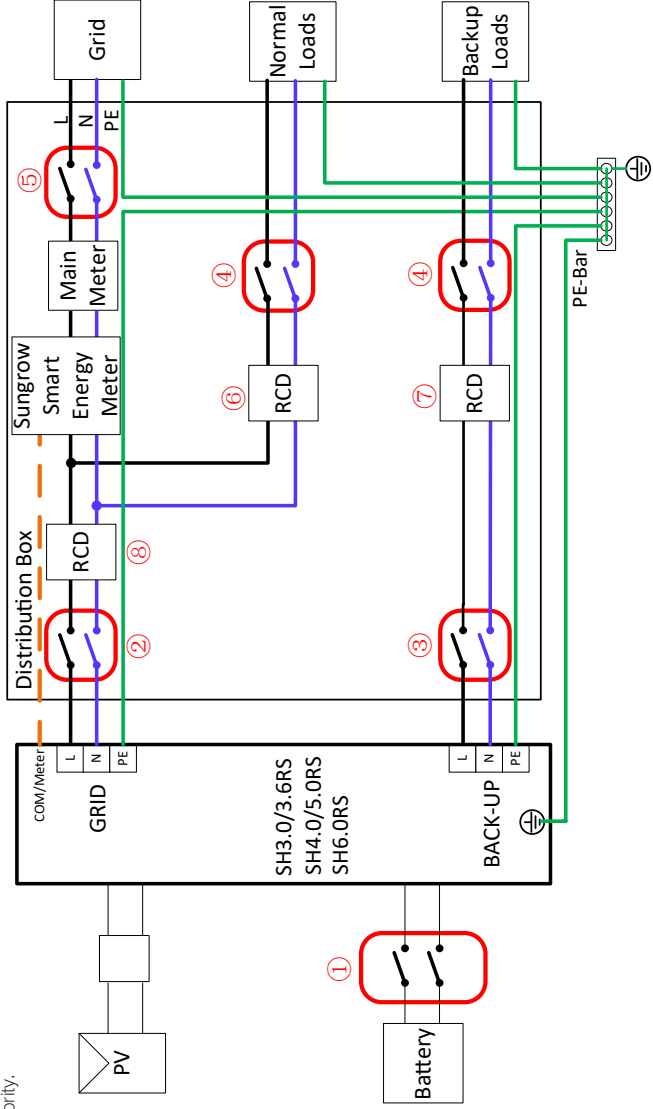 ority.
Grid
Normal
Loads
Backup
Loads
L
N
PE
⑤
④
④
Main
Meter
PE-Bar
Sungrow
Smart
Energy
Meter
⑥
RCD
⑦
RCD
Distribution Box
RCD
⑧
②
③
COM/Meter
L
N
PE
GRID
SH3.0/3.6RS
SH4.0/5.0RS
SH6.0RS
L
N
PE
BACK-UP
①
PV
Battery